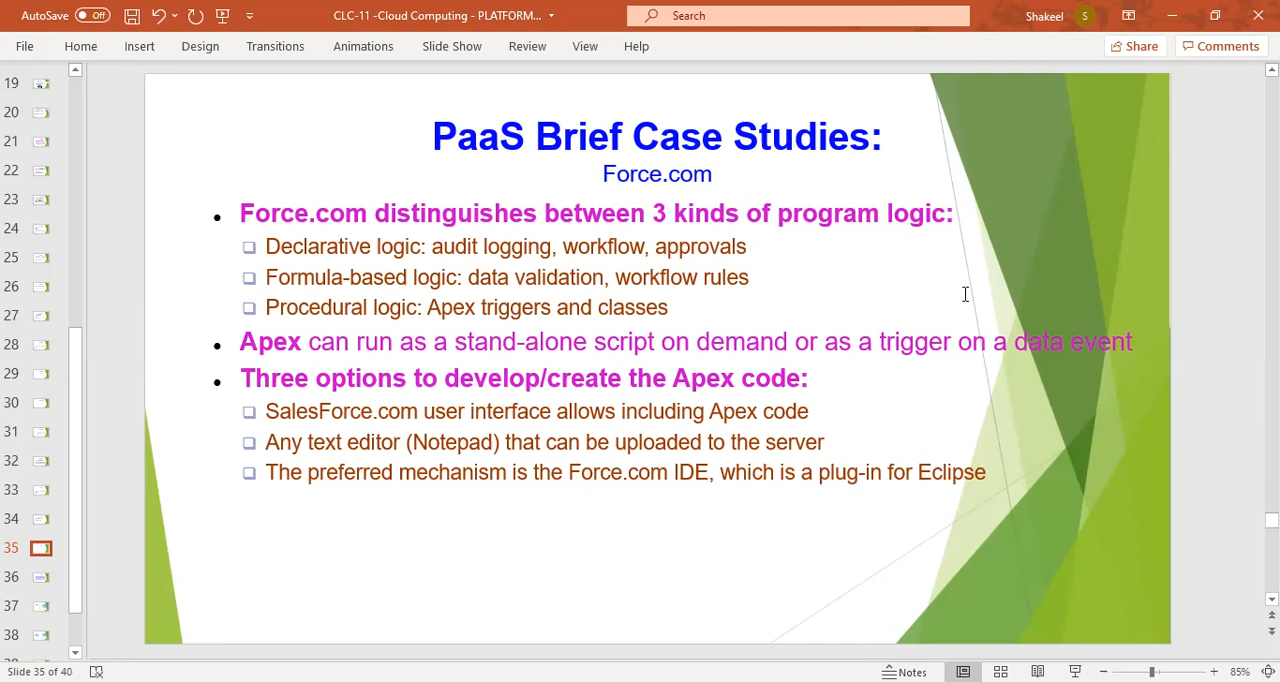 AutoSave Off CLC-11 -Cloud Computing - PLATFORM... Search Shakeel S
File Home Insert Design Transitions Animations Slide Show Review View Help Share Comments
19
20
21
22
23
24
25
26
27
28
29
30
31
32
33
34
35
36
37
38
PaaS Brief Case Studies:
Force.com
• Force.com distinguishes between 3 kinds of program logic:
❑ Declarative logic: audit logging, workflow, approvals
❑ Formula-based logic: data validation, workflow rules
❑ Procedural logic: Apex triggers and classes
• Apex can run as a stand-alone script on demand or as a trigger on a data event
• Three options to develop/create the Apex code:
❑ SalesForce.com user interface allows including Apex code
❑ Any text editor (Notepad) that can be uploaded to the server
❑ The preferred mechanism is the Force.com IDE, which is a plug-in for Eclipse
Slide 35 of 40 Notes 85%